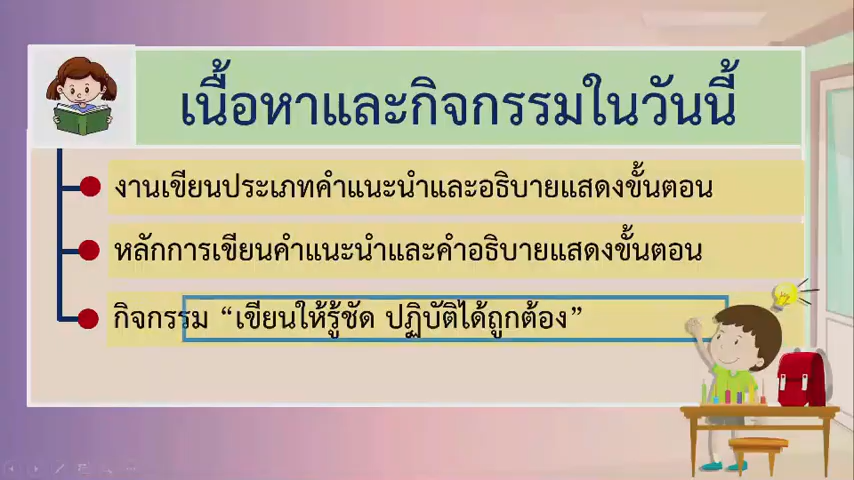 เนื้อหาและกิจกรรมในวันนี้
งานเขียนประเภทคำแนะนำและอธิบายแสดงขั้นตอน
หลักการเขียนคำแนะนำและคำอธิบายแสดงขั้นตอน
กิจกรรม “เขียนให้รู้ชัด ปฏิบัติได้ถูกต้อง”